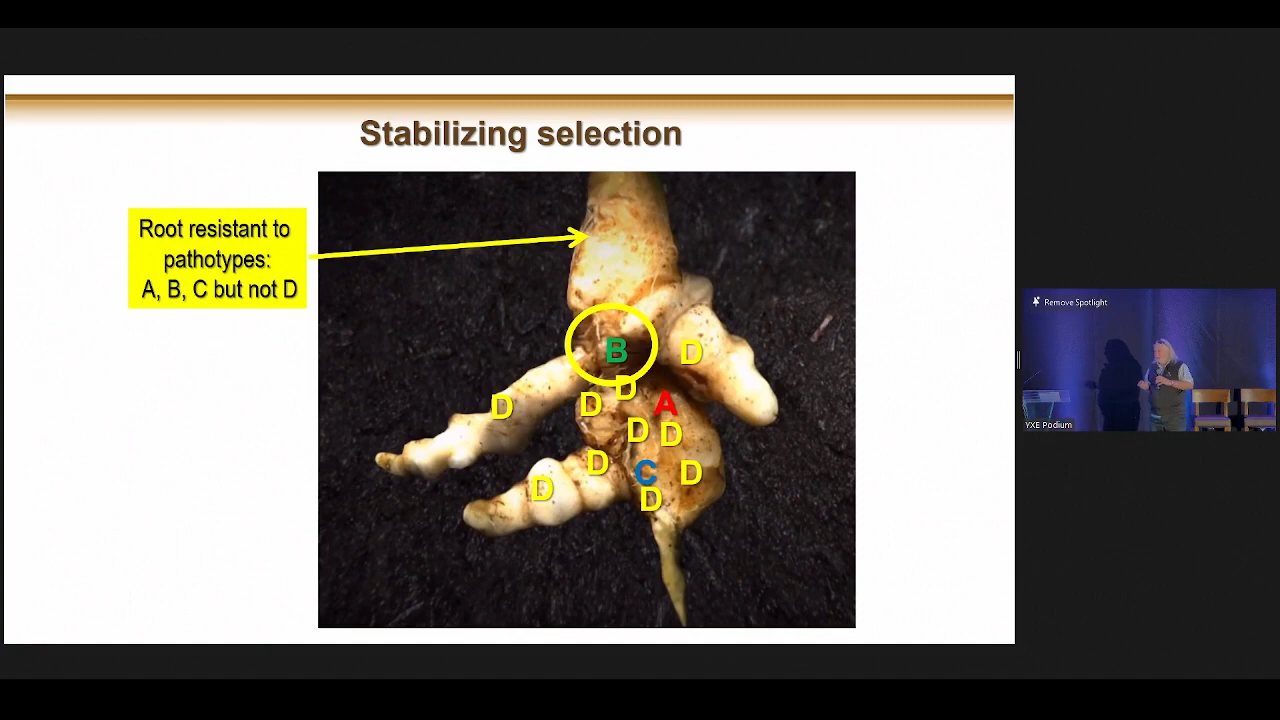 Stabilizing selection
Root resistant to
pathotypes:
A, B, C but not D
B
D
D
D
D
A
D
D
D
C
D
D
D
Remove Spotlight
YXE Podium